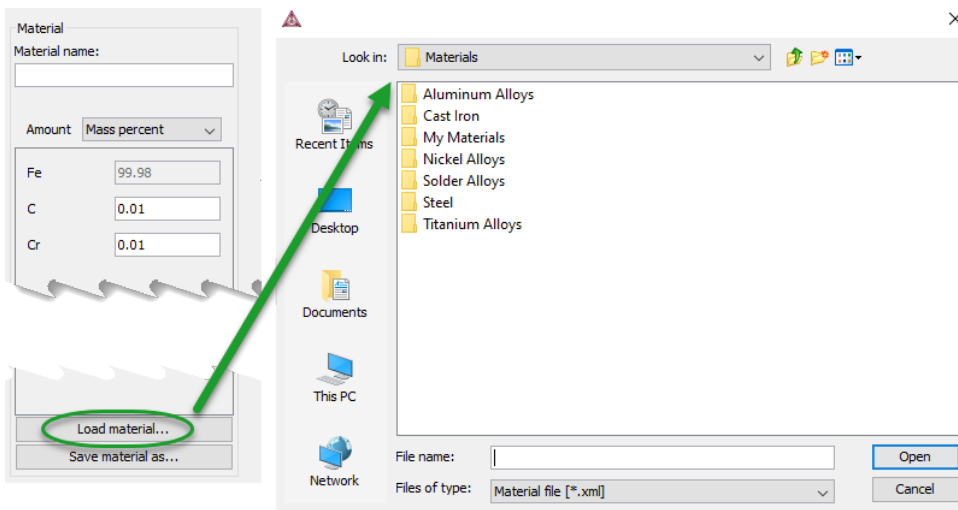 Material
Material name:
Amount Mass percent
Fe 99.98
C 0.01
Cr 0.01
Load material...
Save material as...
Look in: Materials
Recent Items
Desktop
Documents
This PC
Network
Aluminum Alloys
Cast Iron
My Materials
Nickel Alloys
Solder Alloys
Steel
Titanium Alloys
File name:
Open
Files of type: Material file [*.xml]
Cancel